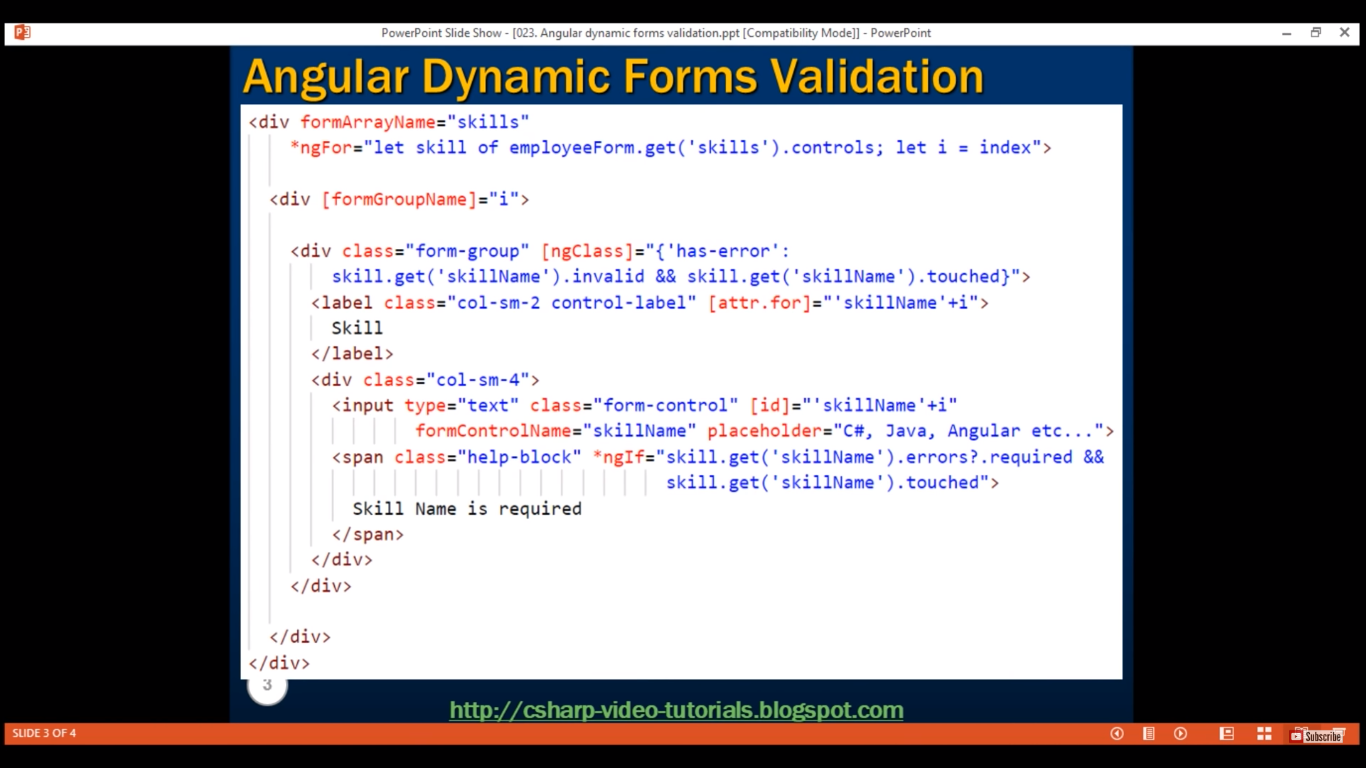 PowerPoint Slide Show - [023. Angular dynamic forms validation.ppt [Compatibility Mode]] - PowerPoint
Angular Dynamic Forms Validation
<div formArrayName="skills"
*ngFor="let skill of employeeForm.get('skills').controls; let i = index">
<div [formGroupName]="i">
<div class="form-group" [ngClass]="{'has-error':
skill.get('skillName').invalid && skill.get('skillName').touched}">
<label class="col-sm-2 control-label" [attr.for]="'skillName'+i">
Skill
</label>
<div class="col-sm-4">
<input type="text" class="form-control" [id]="'skillName'+i"
formControlName="skillName" placeholder="C#, Java, Angular etc...">
<span class="help-block" *ngIf="skill.get('skillName').errors?.required &&
skill.get('skillName').touched">
Skill Name is required
</span>
</div>
</div>
</div>
</div>
3
http://csharp-video-tutorials.blogspot.com
SLIDE 3 OF 4
Subscribe